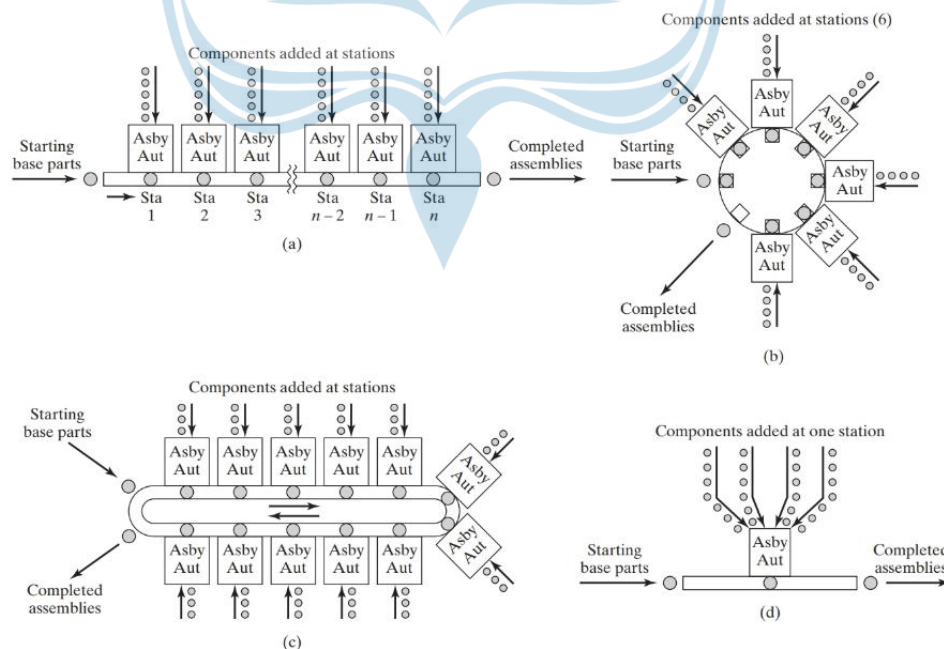 Components added at stations
Starting
base parts
Asby
Aut
Asby
Aut
Asby
Aut
Asby
Aut
Asby
Aut
Asby
Aut
Completed
assemblies
Sta
1
Sta
2
Sta
3
Sta
n – 2
Sta
n – 1
Sta
n
(a)
Components added at stations (6)
Starting
base parts
Asby
Aut
Asby
Aut
Asby
Aut
Asby
Aut
Asby
Aut
Asby
Aut
Completed
assemblies
(b)
Components added at stations
Starting
base parts
Asby
Aut
Asby
Aut
Asby
Aut
Asby
Aut
Asby
Aut
Asby
Aut
Asby
Aut
Asby
Aut
Asby
Aut
Asby
Aut
Asby
Aut
Asby
Aut
Completed
assemblies
(c)
Components added at one station
Asby
Aut
Starting
base parts
Completed
assemblies
(d)